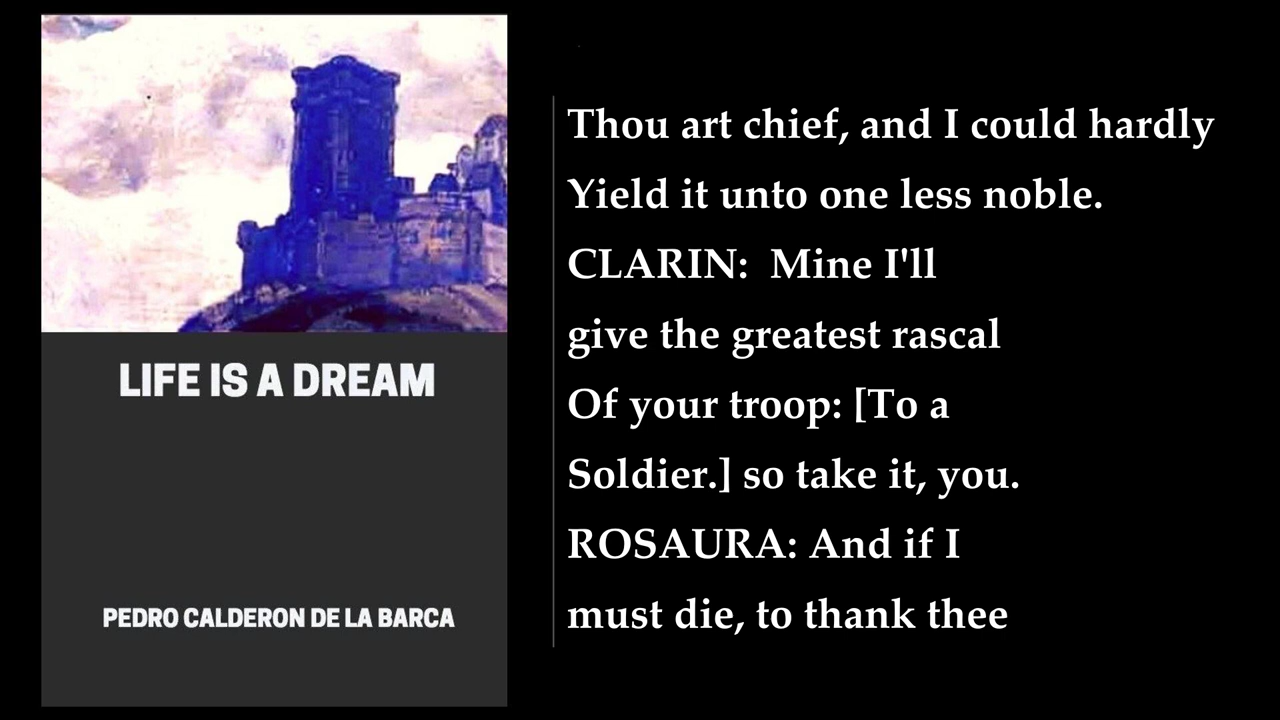 LIFE IS A DREAM
PEDRO CALDERON DE LA BARCA
Thou art chief, and I could hardly
Yield it unto one less noble.
CLARIN:  Mine I'll
give the greatest rascal
Of your troop: [To a
Soldier.] so take it, you.
ROSAURA: And if I
must die, to thank thee